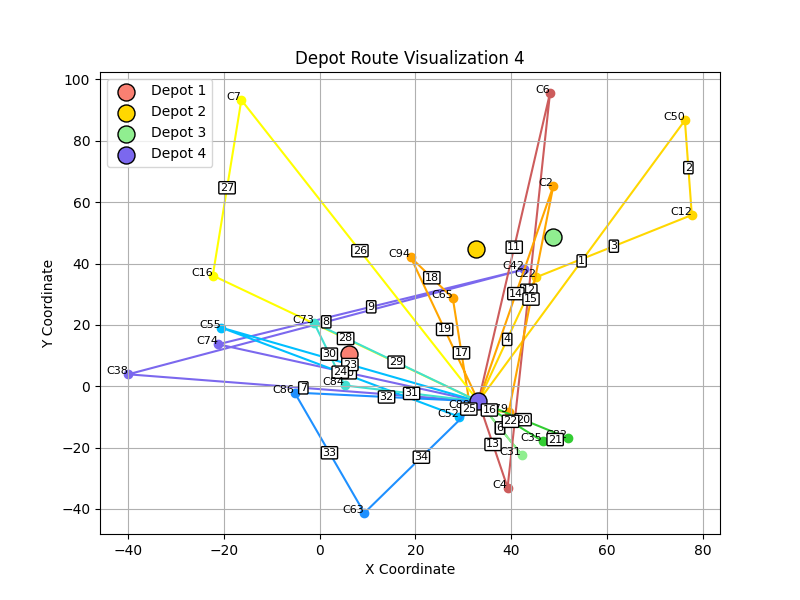 Depot Route Visualization 4
Depot 1
Depot 2
Depot 3
Depot 4
Y Coordinate
100
80
60
40
20
0
−20
−40
−40
−20
0
20
40
60
80
X Coordinate
C7
C6
C50
C2
C12
C94
C42
C22
C16
C65
C73
C55
C74
C38
C84
C86
C52
C35
C31
C4
C63
1
2
3
4
6
7
8
9
11
12
13
14
15
16
17
18
19
20
21
22
23
24
25
26
27
28
29
30
31
32
33
34